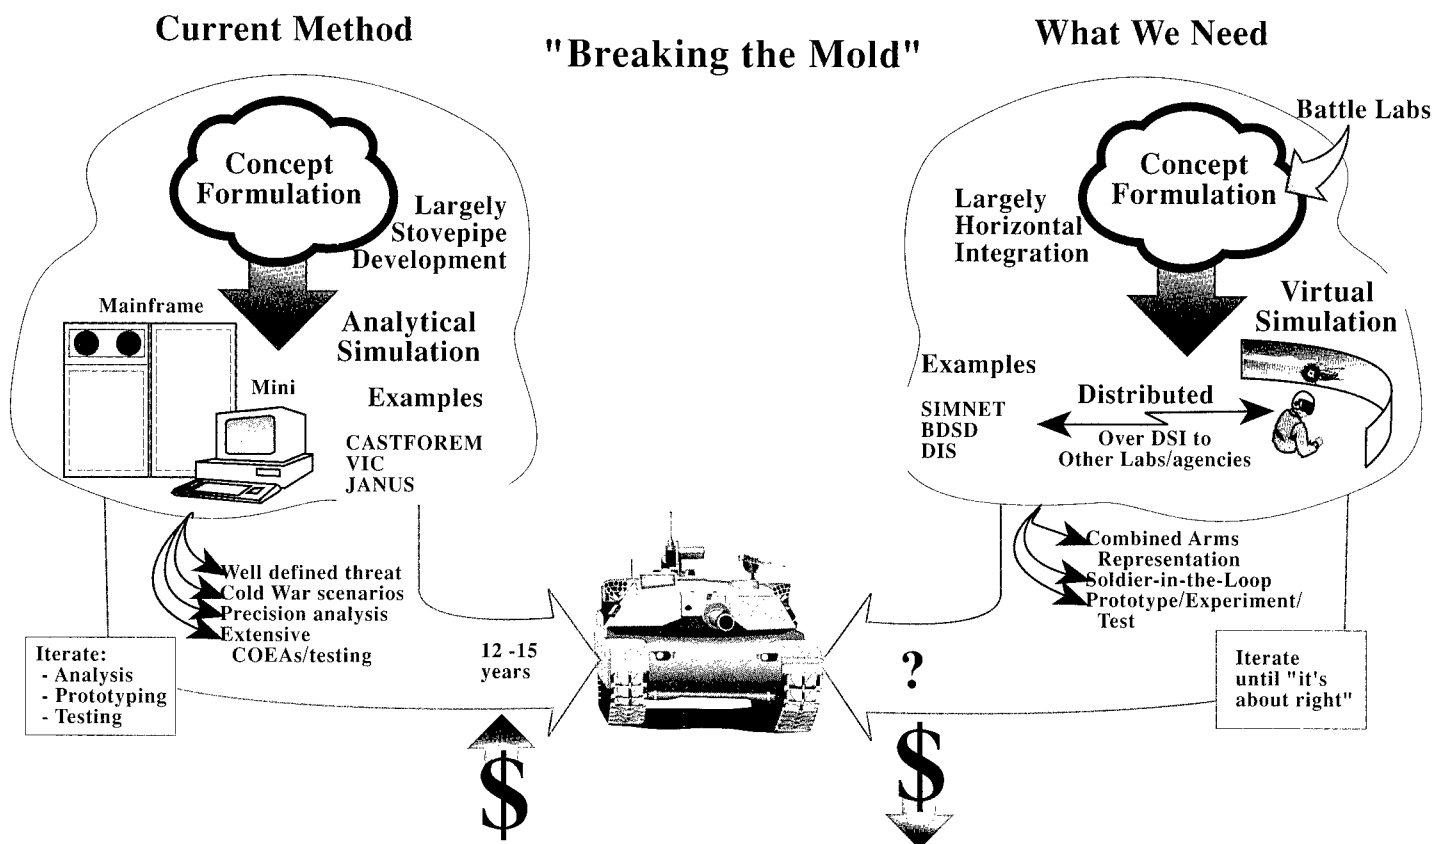 Current Method
"Breaking the Mold"
What We Need
Concept
Formulation
Largely
Stovepipe
Development
Mainframe
Analytical
Simulation
Mini
Examples
CASTFOREM
VIC
JANUS
Well defined threat
Cold War scenarios
Precision analysis
Extensive
COEAs/testing
Iterate:
- Analysis
- Prototyping
- Testing
12 -15
years
$
Battle Labs
Concept
Formulation
Largely
Horizontal
Integration
Virtual
Simulation
Examples
SIMNET
BDSD
DIS
Distributed
Over DSI to
Other Labs/agencies
Combined Arms
Representation
Soldier-in-the-Loop
Prototype/Experiment/
Test
Iterate
until "it's
about right"
?
$